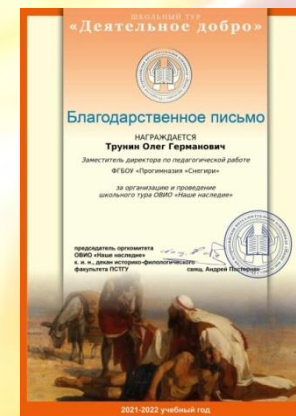 ШКОЛЬНЫЙ ТУР
«Деятельное добро»
Благодарственное письмо
НАГРАЖДАЕТСЯ
Трунин Олег Германович
Заместитель директора по педагогической работе
ФГБОУ «Прогимназия «Снегири»
за организацию и проведение
школьного тура ОВИО «Наше наследие»
председатель оргкомитета
ОВИО «Наше наследие»
к. и. н., декан историко-филологического
факультета ПСТГУ свящ. Андрей Постернак
2021-2022 учебный год